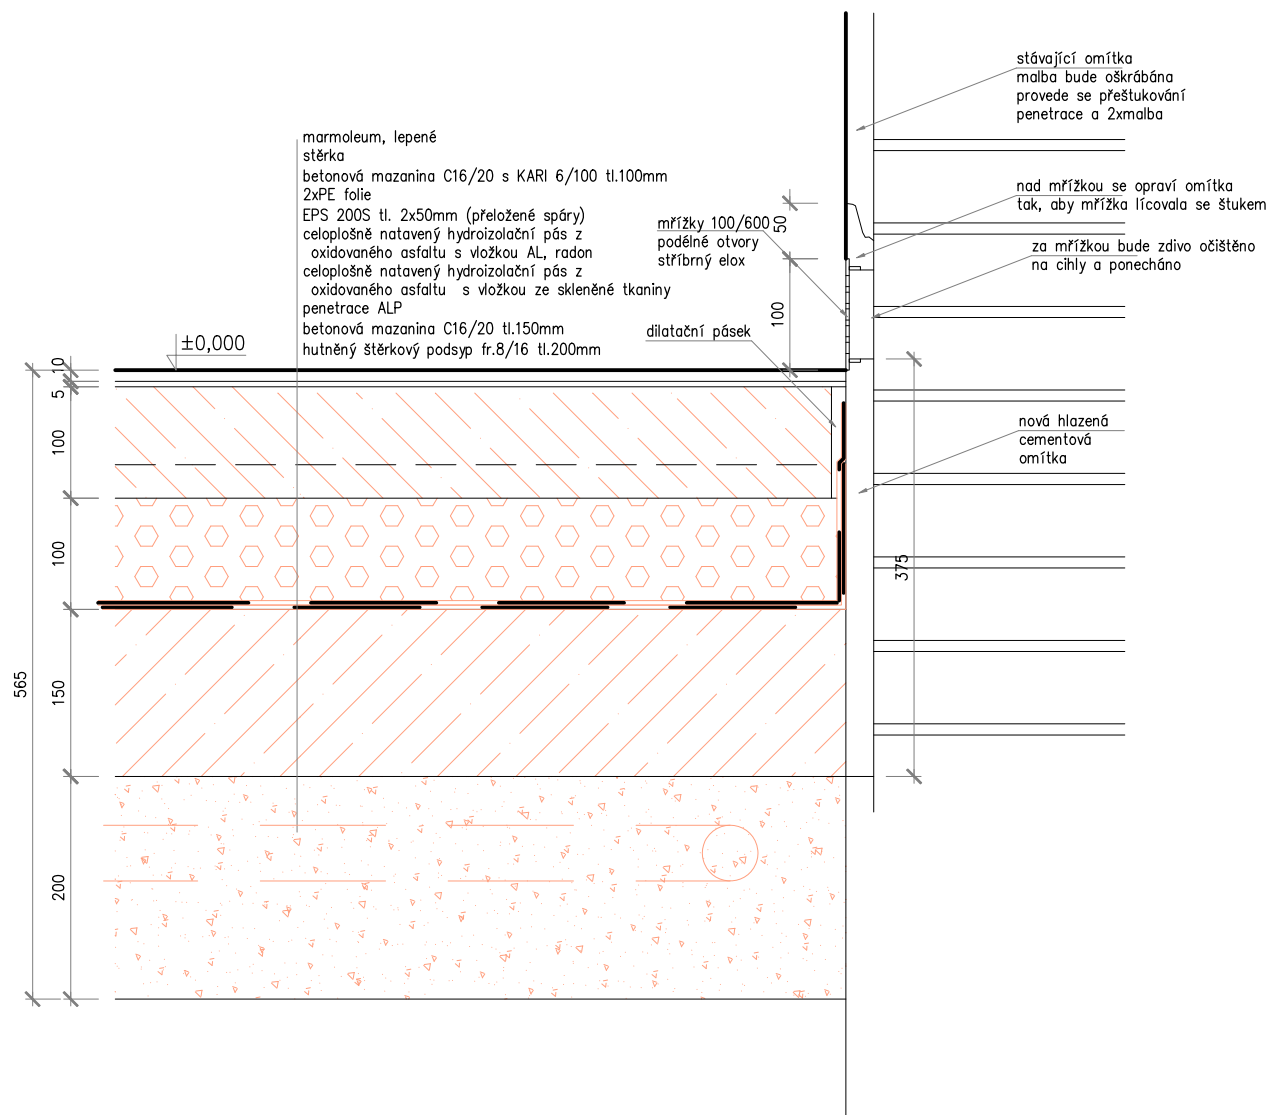 stávající omítka
malba bude oškrábána
provede se přeštukování
penetrace a 2xmalba
marmoleum, lepené
stěrka
betonová mazanina C16/20 s KARI 6/100 tl.100mm
2xPE folie
EPS 200S tl. 2x50mm (přeložené spáry)
celoplošně natavený hydroizolační pás z
oxidovaného asfaltu s vložkou AL, radon
celoplošně natavený hydroizolační pás z
oxidovaného asfaltu s vložkou ze skleněné tkaniny
penetrace ALP
betonová mazanina C16/20 tl.150mm
hutněný štěrkový podsyp fr.8/16 tl.200mm
mřížky 100/600
podélné otvory
stříbrný elox
nad mřížkou se opraví omítka
tak, aby mřížka lícovala se štukem
za mřížkou bude zdivo očištěno
na cihly a ponecháno
dilatační pásek
±0,000
50
100
10
5
100
100
150
200
565
375
nová hlazená
cementová
omítka